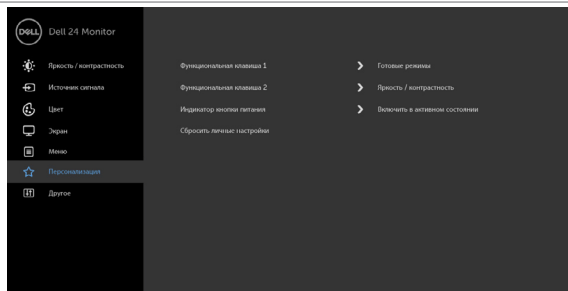 DELL Dell 24 Monitor
Яркость / контрастность
Источник сигнала
Цвет
Экран
Меню
Персонализация
Другое
Функциональная клавиша 1 Готовые режимы
Функциональная клавиша 2 Яркость / контрастность
Индикатор кнопки питания Включить в активном состоянии
Сбросить личные настройки